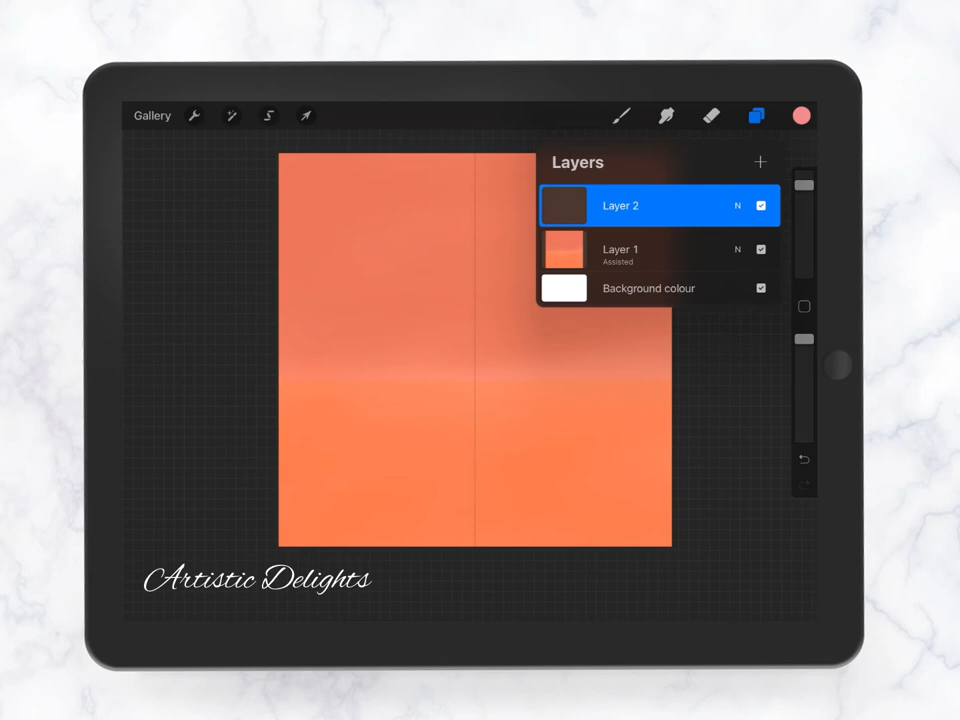 Gallery
Layers
Layer 2
N
Layer 1
N
Assisted
Background colour
Artistic Delights